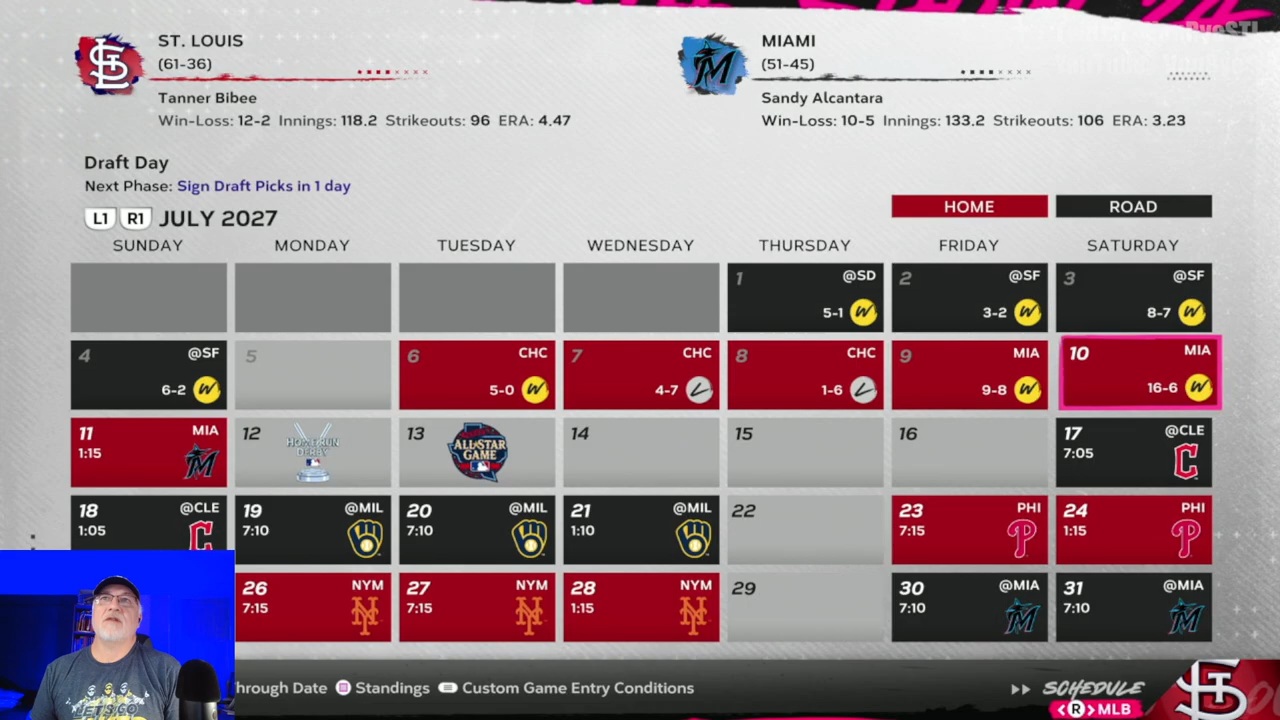 ST. LOUIS
(61-36)
Tanner Bibee
Win-Loss: 12-2 Innings: 118.2 Strikeouts: 96 ERA: 4.47
MIAMI
(51-45)
Sandy Alcantara
Win-Loss: 10-5 Innings: 133.2 Strikeouts: 106 ERA: 3.23
Draft Day
Next Phase: Sign Draft Picks in 1 day
L1 R1 JULY 2027
HOME ROAD
SUNDAY MONDAY TUESDAY WEDNESDAY THURSDAY FRIDAY SATURDAY
1 @SD 2 @SF 3 @SF
5-1 W 3-2 W 8-7 W
4 @SF 5 6 CHC 7 CHC 8 CHC 9 MIA 10 MIA
6-2 W 5-0 W 4-7 L 1-6 L 9-8 W 16-6 W
11 MIA 12 HOME RUN DERBY 13 ALL-STAR GAME 14 15 16 17 @CLE
1:15 7:05
18 @CLE 19 @MIL 20 @MIL 21 @MIL 22 23 PHI 24 PHI
1:05 7:10 7:10 1:10 7:15 1:15
26 NYM 27 NYM 28 NYM 29 30 @MIA 31 @MIA
7:15 7:15 1:15 7:10 7:10
hrough Date Standings Custom Game Entry Conditions
SCHEDULE
R MLB
LET'S GO